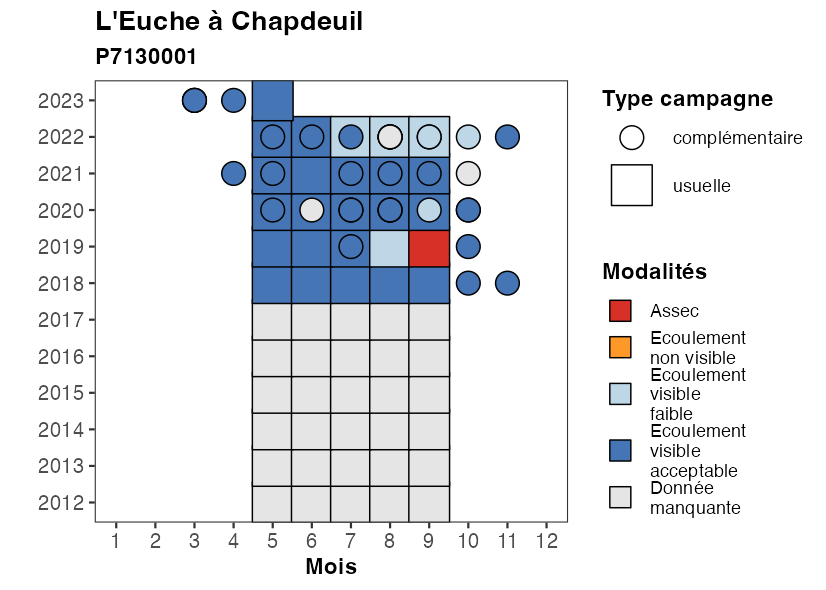 L'Euche à Chapdeuil
P7130001
2023
2022
2021
2020
2019
2018
2017
2016
2015
2014
2013
2012
1 2 3 4 5 6 7 8 9 10 11 12
Mois
Type campagne
complémentaire
usuelle
Modalités
Assec
Ecoulement
non visible
Ecoulement
visible
faible
Ecoulement
visible
acceptable
Donnée
manquante